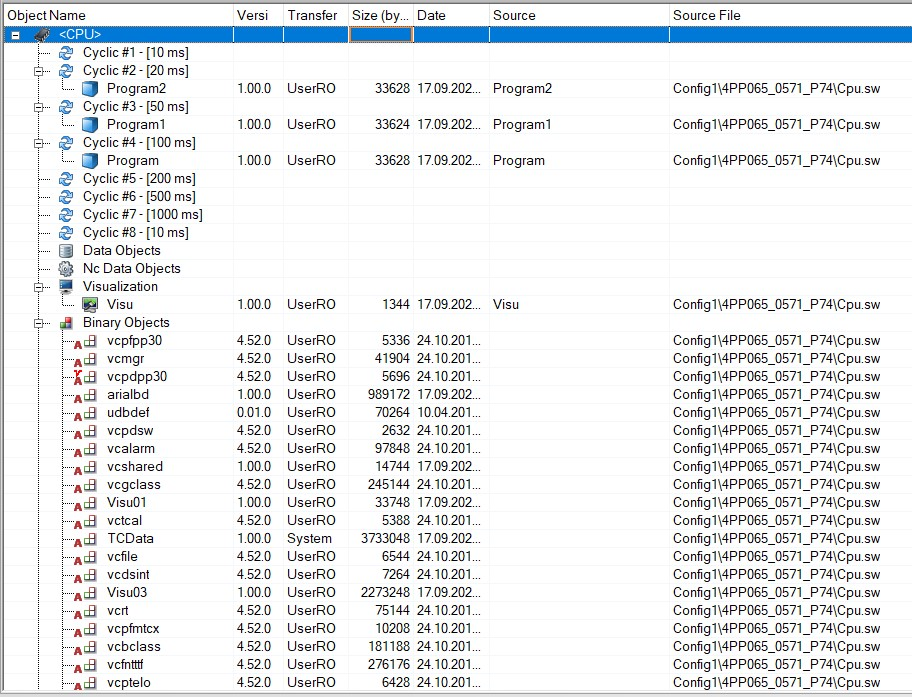 Object Name Versi Transfer Size (by... Date Source Source File
<CPU>
Cyclic #1 - [10 ms]
Cyclic #2 - [20 ms]
Program2 1.00.0 UserRO 33628 17.09.202... Program2 Config1\4PP065_0571_P74\Cpu.sw
Cyclic #3 - [50 ms]
Program1 1.00.0 UserRO 33624 17.09.202... Program1 Config1\4PP065_0571_P74\Cpu.sw
Cyclic #4 - [100 ms]
Program 1.00.0 UserRO 33628 17.09.202... Program Config1\4PP065_0571_P74\Cpu.sw
Cyclic #5 - [200 ms]
Cyclic #6 - [500 ms]
Cyclic #7 - [1000 ms]
Cyclic #8 - [10 ms]
Data Objects
Nc Data Objects
Visualization
Visu 1.00.0 UserRO 1344 17.09.202... Visu Config1\4PP065_0571_P74\Cpu.sw
Binary Objects
vcpfpp30 4.52.0 UserRO 5336 24.10.201... Config1\4PP065_0571_P74\Cpu.sw
vcmgr 4.52.0 UserRO 41904 24.10.201... Config1\4PP065_0571_P74\Cpu.sw
vcpdpp30 4.52.0 UserRO 5696 24.10.201... Config1\4PP065_0571_P74\Cpu.sw
arialbd 1.00.0 UserRO 989172 17.09.202... Config1\4PP065_0571_P74\Cpu.sw
udbdef 0.01.0 UserRO 70264 10.04.201... Config1\4PP065_0571_P74\Cpu.sw
vcpdsw 4.52.0 UserRO 2632 24.10.201... Config1\4PP065_0571_P74\Cpu.sw
vcalarm 4.52.0 UserRO 97848 24.10.201... Config1\4PP065_0571_P74\Cpu.sw
vcshared 1.00.0 UserRO 14744 17.09.202... Config1\4PP065_0571_P74\Cpu.sw
vcgclass 4.52.0 UserRO 245144 24.10.201... Config1\4PP065_0571_P74\Cpu.sw
Visu01 1.00.0 UserRO 33748 17.09.202... Config1\4PP065_0571_P74\Cpu.sw
vctcal 4.52.0 UserRO 5388 24.10.201... Config1\4PP065_0571_P74\Cpu.sw
TCData 1.00.0 System 3733048 17.09.202... Config1\4PP065_0571_P74\Cpu.sw
vcfile 4.52.0 UserRO 6544 24.10.201... Config1\4PP065_0571_P74\Cpu.sw
vcdsint 4.52.0 UserRO 7264 24.10.201... Config1\4PP065_0571_P74\Cpu.sw
Visu03 1.00.0 UserRO 2273248 17.09.202... Config1\4PP065_0571_P74\Cpu.sw
vcrt 4.52.0 UserRO 75144 24.10.201... Config1\4PP065_0571_P74\Cpu.sw
vcpfmtcx 4.52.0 UserRO 10208 24.10.201... Config1\4PP065_0571_P74\Cpu.sw
vcbclass 4.52.0 UserRO 181188 24.10.201... Config1\4PP065_0571_P74\Cpu.sw
vcfntttf 4.52.0 UserRO 276176 24.10.201... Config1\4PP065_0571_P74\Cpu.sw
vcptelo 4.52.0 UserRO 6428 24.10.201... Config1\4PP065_0571_P74\Cpu.sw